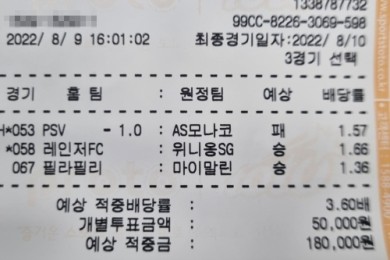 1338787732
99CC-8226-3069-598
2022/ 8/ 9 16:01:02 최종경기일자:2022/ 8/10
3경기 선택
경기 홈 팀 : 원정팀 예상 배당률
H*053 PSV - 1.0 : AS모나코 패 1.57
*058 레인저FC : 위니옹SG 승 1.66
067 필라필리 : 마이말린 승 1.36
예상 적중배당률 : 3.60배
개별투표금액 : 50,000원
예상 적중금 : 180,000원